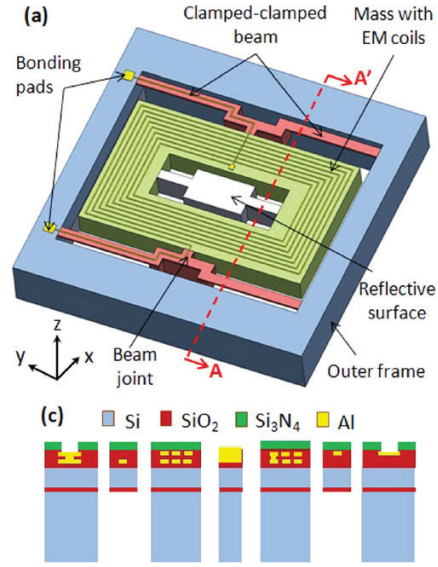 (a)
Clamped-clamped
beam
Mass with
EM coils
Bonding
pads
A'
Reflective
surface
Outer frame
Beam
joint
A
z
y
x
(c)
Si
SiO₂
Si₃N₄
Al